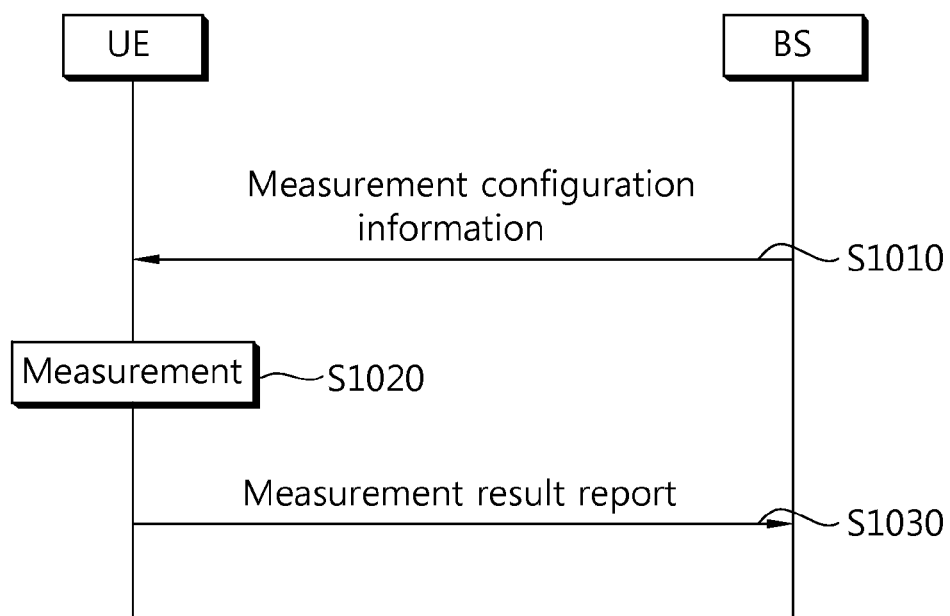 UE
BS
Measurement configuration
information
S1010
Measurement
S1020
Measurement result report
S1030